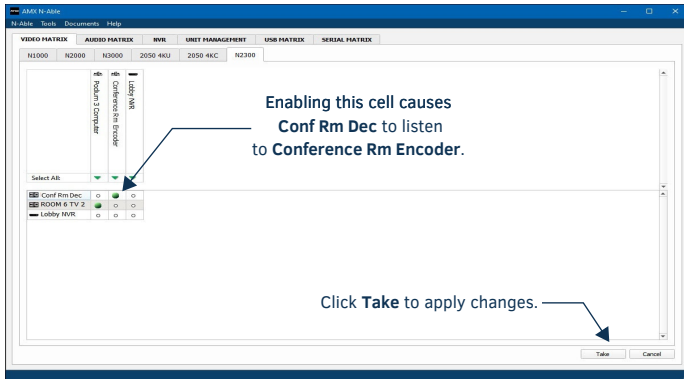 AMX AMX N-Able
N-Able Tools Documents Help
VIDEO MATRIX AUDIO MATRIX NVR UNIT MANAGEMENT USB MATRIX SERIAL MATRIX
N1000 N2000 N3000 2050 4KU 2050 4KC N2300
Podium 3 Computer
Conference Rm Encoder
Lobby NVR
Enabling this cell causes
Conf Rm Dec to listen
to Conference Rm Encoder.
Select All:
Conf Rm Dec
ROOM 6 TV 2
Lobby NVR
Click Take to apply changes.
Take Cancel